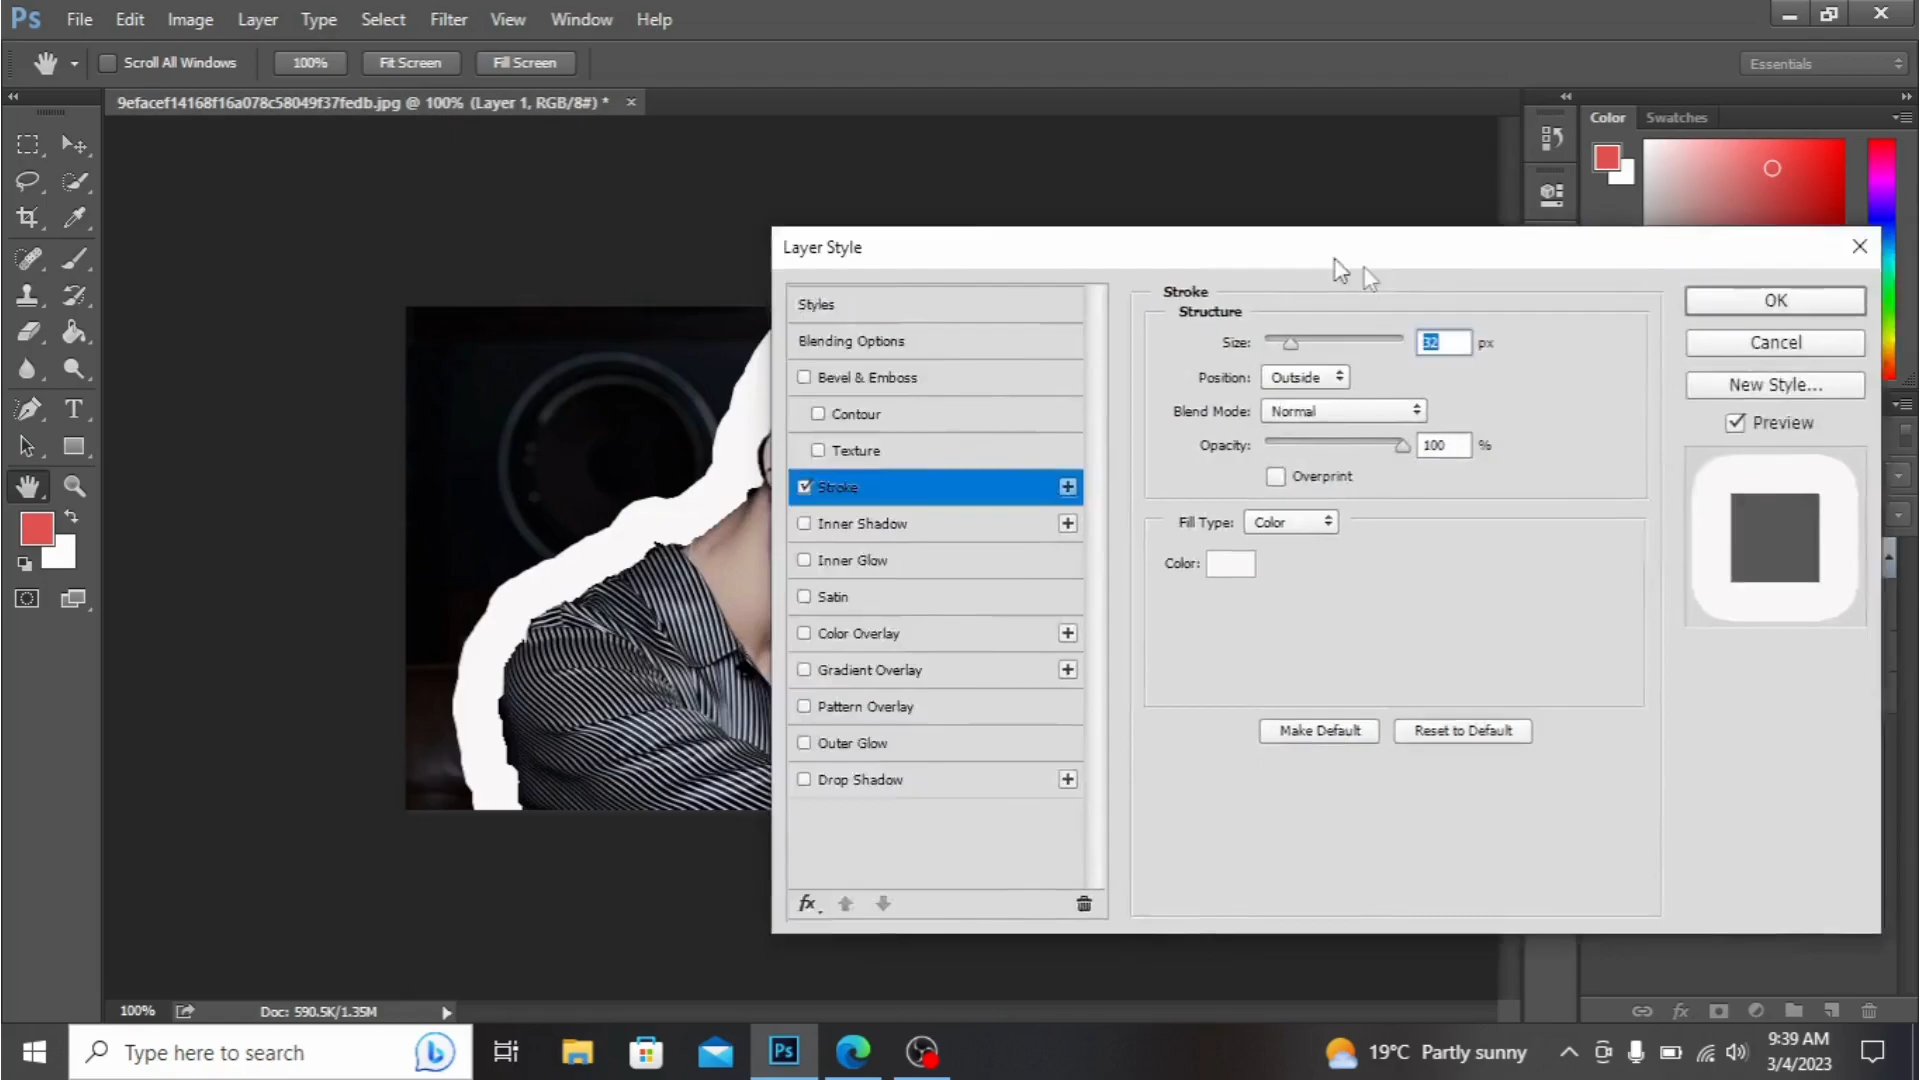 Ps File Edit Image Layer Type Select Filter View Window Help
Scroll All Windows 100% Fit Screen Fill Screen Essentials
9efacef14168f16a078c58049f37fedb.jpg @ 100% (Layer 1, RGB/8#) * ×
Color Swatches
Layer Style
Styles
Blending Options
Bevel & Emboss
Contour
Texture
Stroke
Inner Shadow
Inner Glow
Satin
Color Overlay
Gradient Overlay
Pattern Overlay
Outer Glow
Drop Shadow
fx
Stroke
Structure
Size: 32 px
Position: Outside
Blend Mode: Normal
Opacity: 100 %
Overprint
Fill Type: Color
Color:
Make Default Reset to Default
OK
Cancel
New Style...
Preview
T
100% Doc: 590.5K/1.35M
fx
Type here to search
Ps
19°C Partly sunny
9:39 AM
3/4/2023